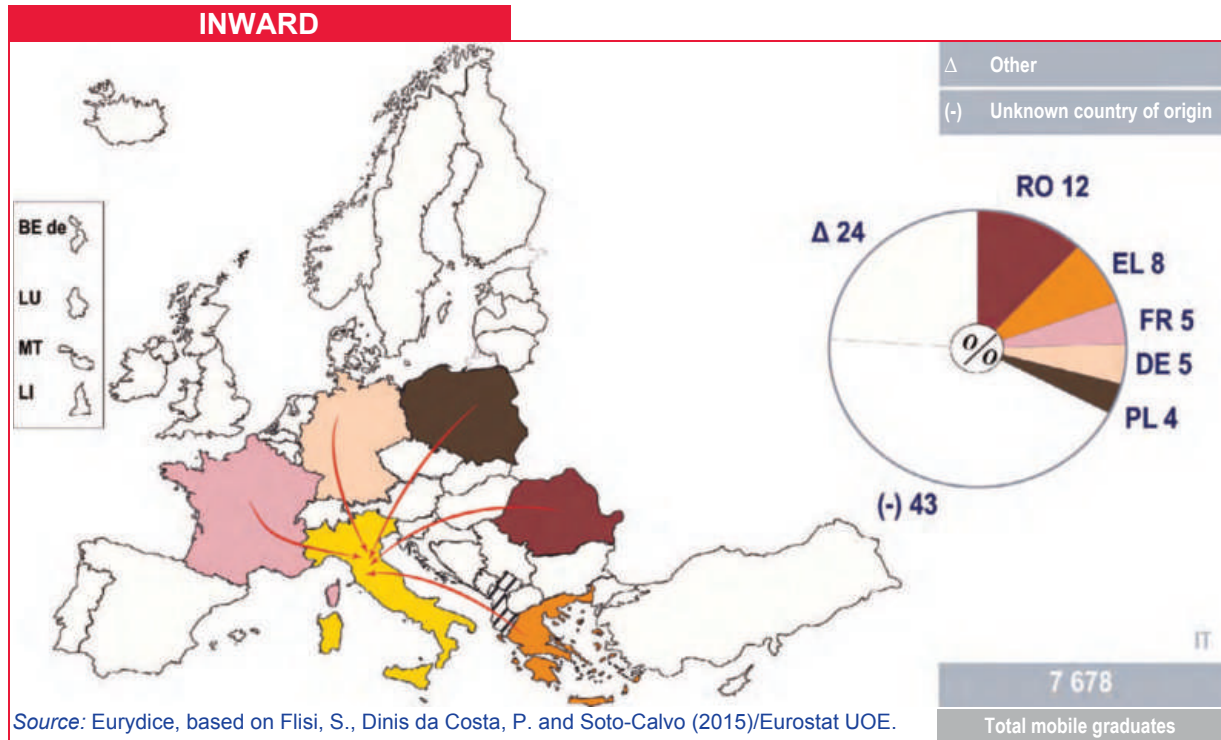 INWARD
Δ Other
(-) Unknown country of origin
BE de
LU
MT
LI
RO 12
Δ 24
EL 8
FR 5
%
DE 5
PL 4
(-) 43
IT
7 678
Total mobile graduates
Source: Eurydice, based on Flisi, S., Dinis da Costa, P. and Soto-Calvo (2015)/Eurostat UOE.